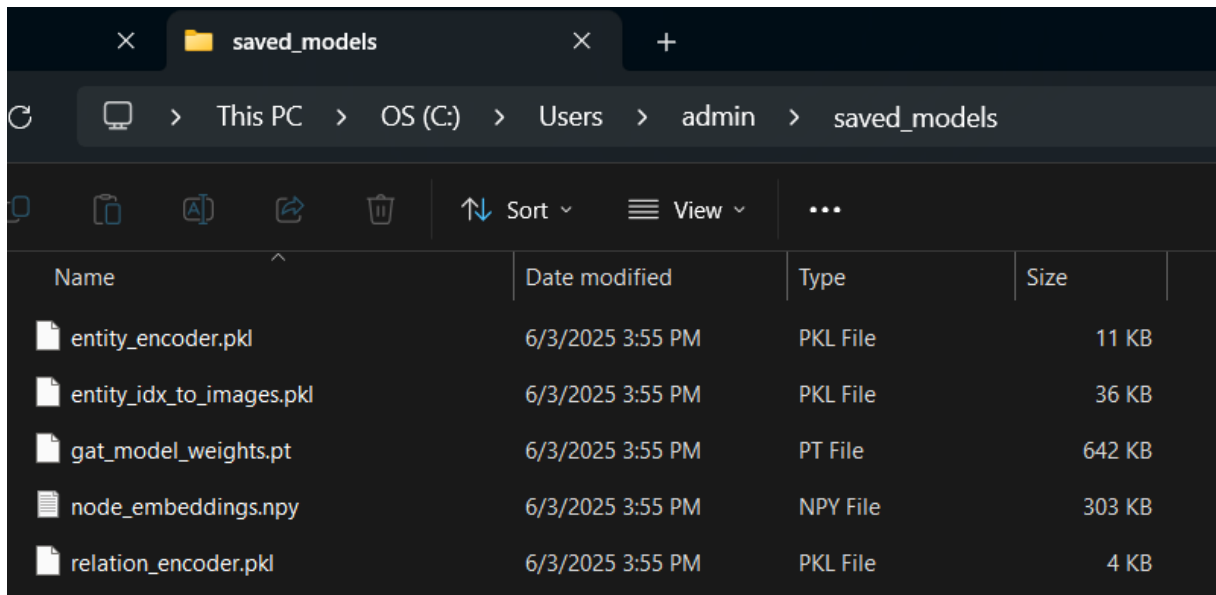 saved_models
This PC > OS (C:) > Users > admin > saved_models
Sort View
Name Date modified Type Size
entity_encoder.pkl 6/3/2025 3:55 PM PKL File 11 KB
entity_idx_to_images.pkl 6/3/2025 3:55 PM PKL File 36 KB
gat_model_weights.pt 6/3/2025 3:55 PM PT File 642 KB
node_embeddings.npy 6/3/2025 3:55 PM NPY File 303 KB
relation_encoder.pkl 6/3/2025 3:55 PM PKL File 4 KB